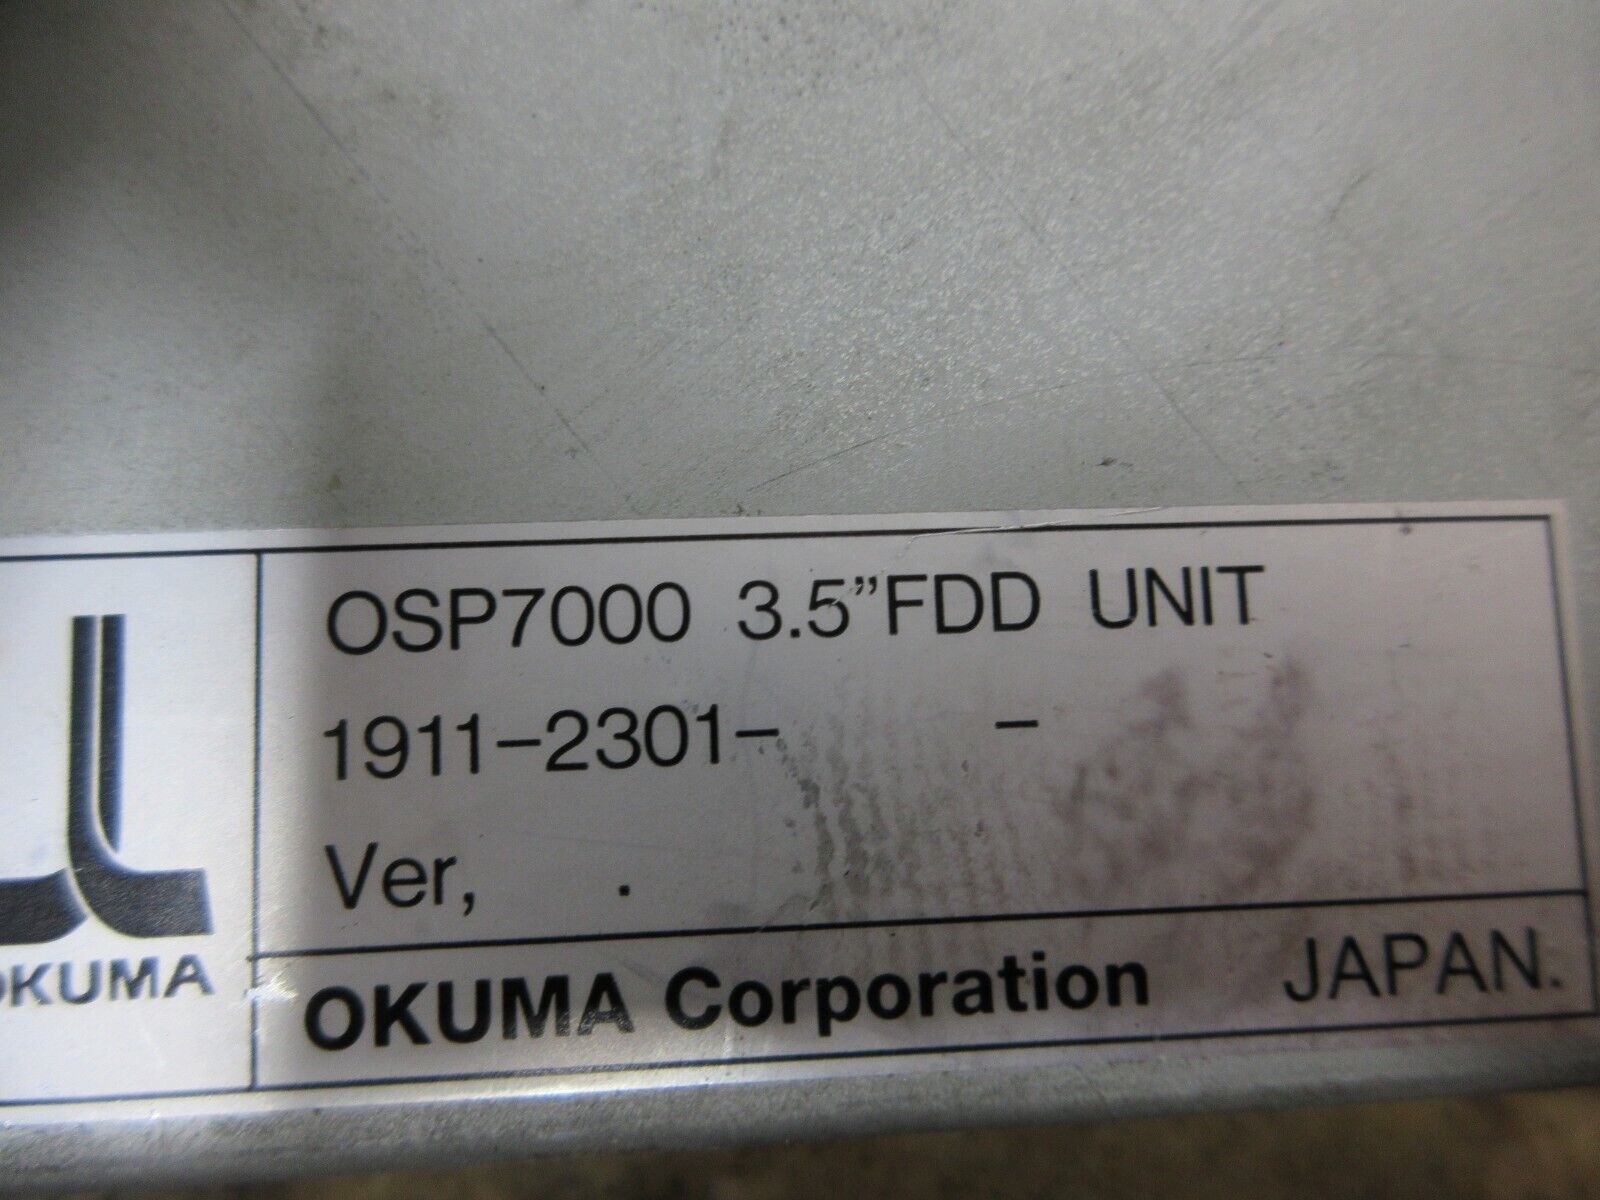 OSP7000 3.5”FDD UNIT
1911-2301- -
Ver, .
OKUMA
OKUMA Corporation JAPAN.